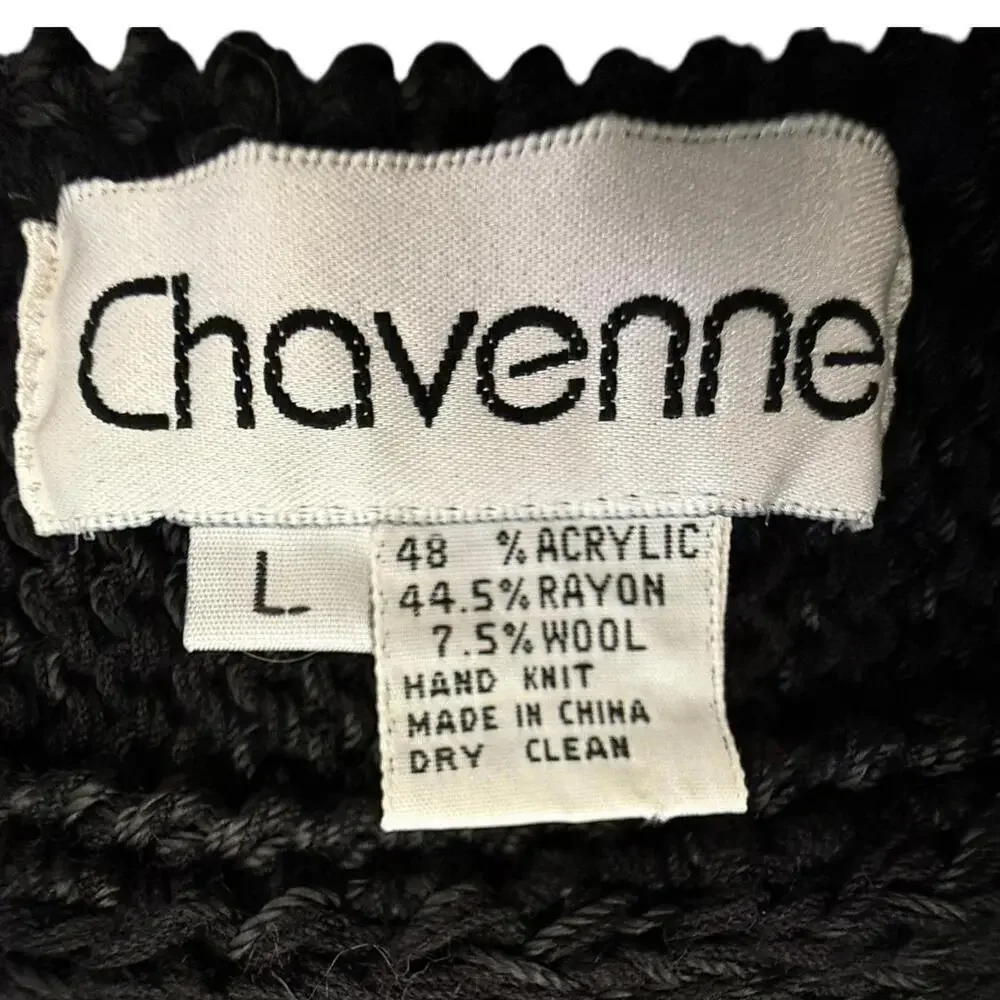 Chavenne
L
48 % ACRYLIC
44.5% RAYON
7.5% WOOL
HAND KNIT
MADE IN CHINA
DRY CLEAN